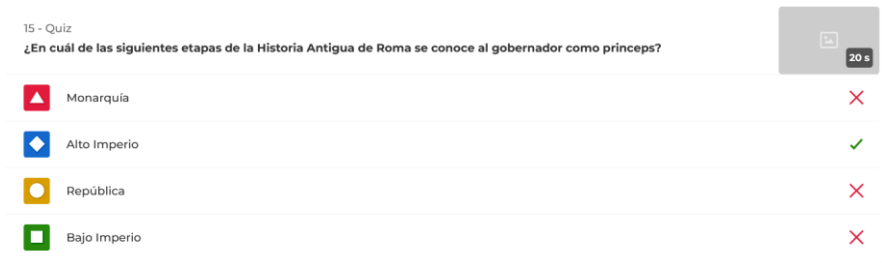 15 - Quiz
¿En cuál de las siguientes etapas de la Historia Antigua de Roma se conoce al gobernador como princeps?
20 s
Monarquía
Alto Imperio
República
Bajo Imperio